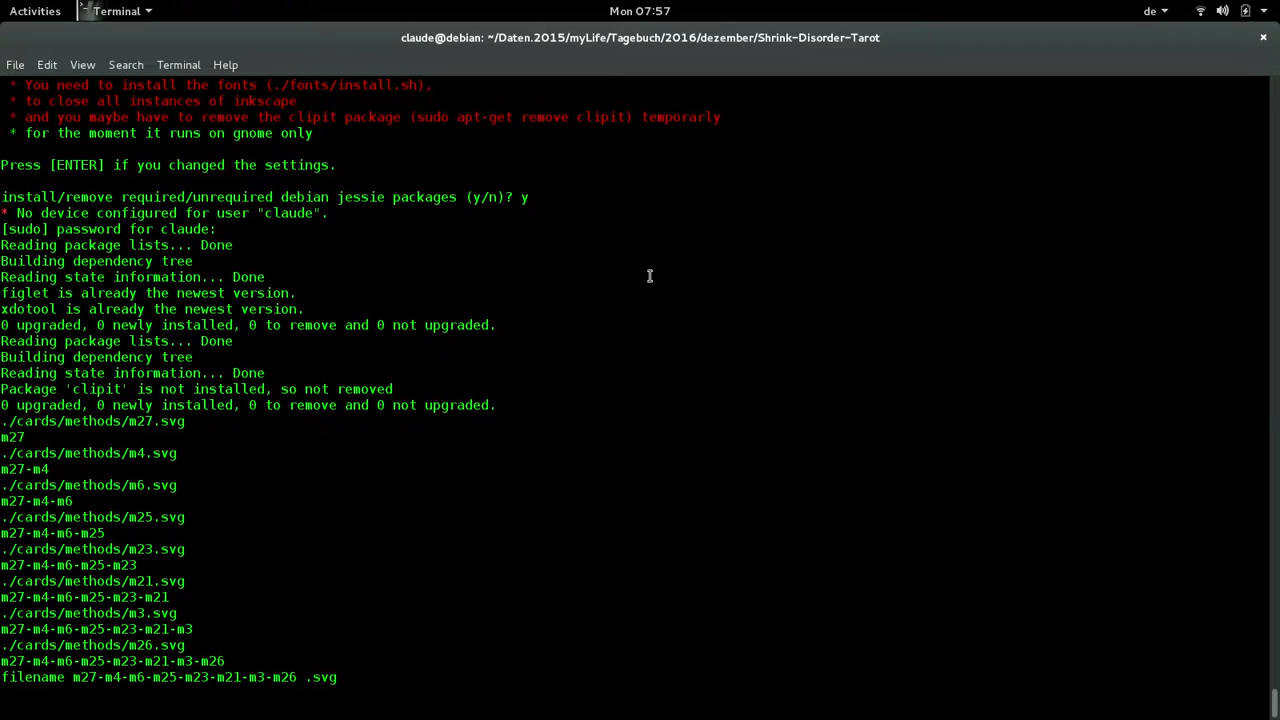 Activities Terminal Mon 07:57 de
claude@debian: ~/Daten.2015/myLife/Tagebuch/2016/dezember/Shrink-Disorder-Tarot
File Edit View Search Terminal Help
* You need to install the fonts (./fonts/install.sh),
* to close all instances of inkscape
* and you maybe have to remove the clipit package (sudo apt-get remove clipit) temporarly
* for the moment it runs on gnome only
Press [ENTER] if you changed the settings.
install/remove required/unrequired debian jessie packages (y/n)? y
* No device configured for user "claude".
[sudo] password for claude:
Reading package lists... Done
Building dependency tree
Reading state information... Done
figlet is already the newest version.
xdotool is already the newest version.
0 upgraded, 0 newly installed, 0 to remove and 0 not upgraded.
Reading package lists... Done
Building dependency tree
Reading state information... Done
Package 'clipit' is not installed, so not removed
0 upgraded, 0 newly installed, 0 to remove and 0 not upgraded.
./cards/methods/m27.svg
m27
./cards/methods/m4.svg
m27-m4
./cards/methods/m6.svg
m27-m4-m6
./cards/methods/m25.svg
m27-m4-m6-m25
./cards/methods/m23.svg
m27-m4-m6-m25-m23
./cards/methods/m21.svg
m27-m4-m6-m25-m23-m21
./cards/methods/m3.svg
m27-m4-m6-m25-m23-m21-m3
./cards/methods/m26.svg
m27-m4-m6-m25-m23-m21-m3-m26
filename m27-m4-m6-m25-m23-m21-m3-m26 .svg